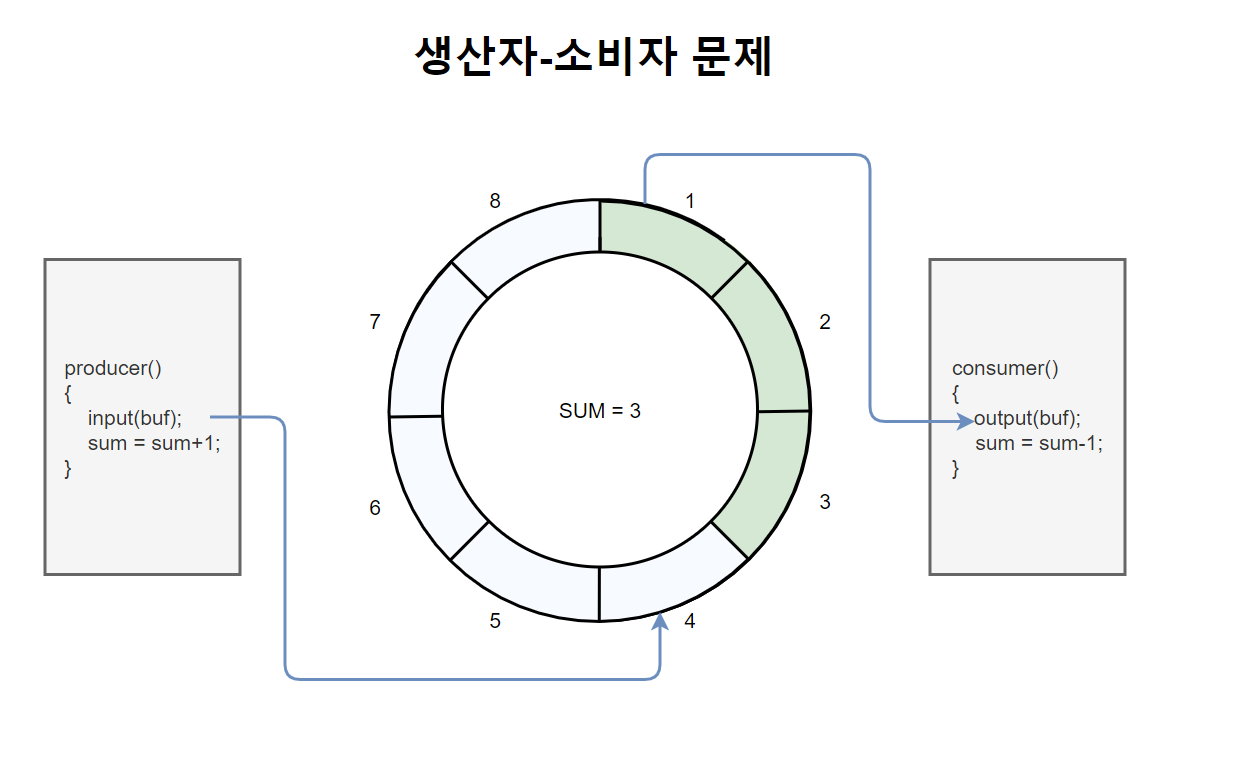 생산자-소비자 문제
8
1
7
2
producer()
{
input(buf);
sum = sum+1;
}
SUM = 3
consumer()
{
output(buf);
sum = sum-1;
}
6
3
5
4